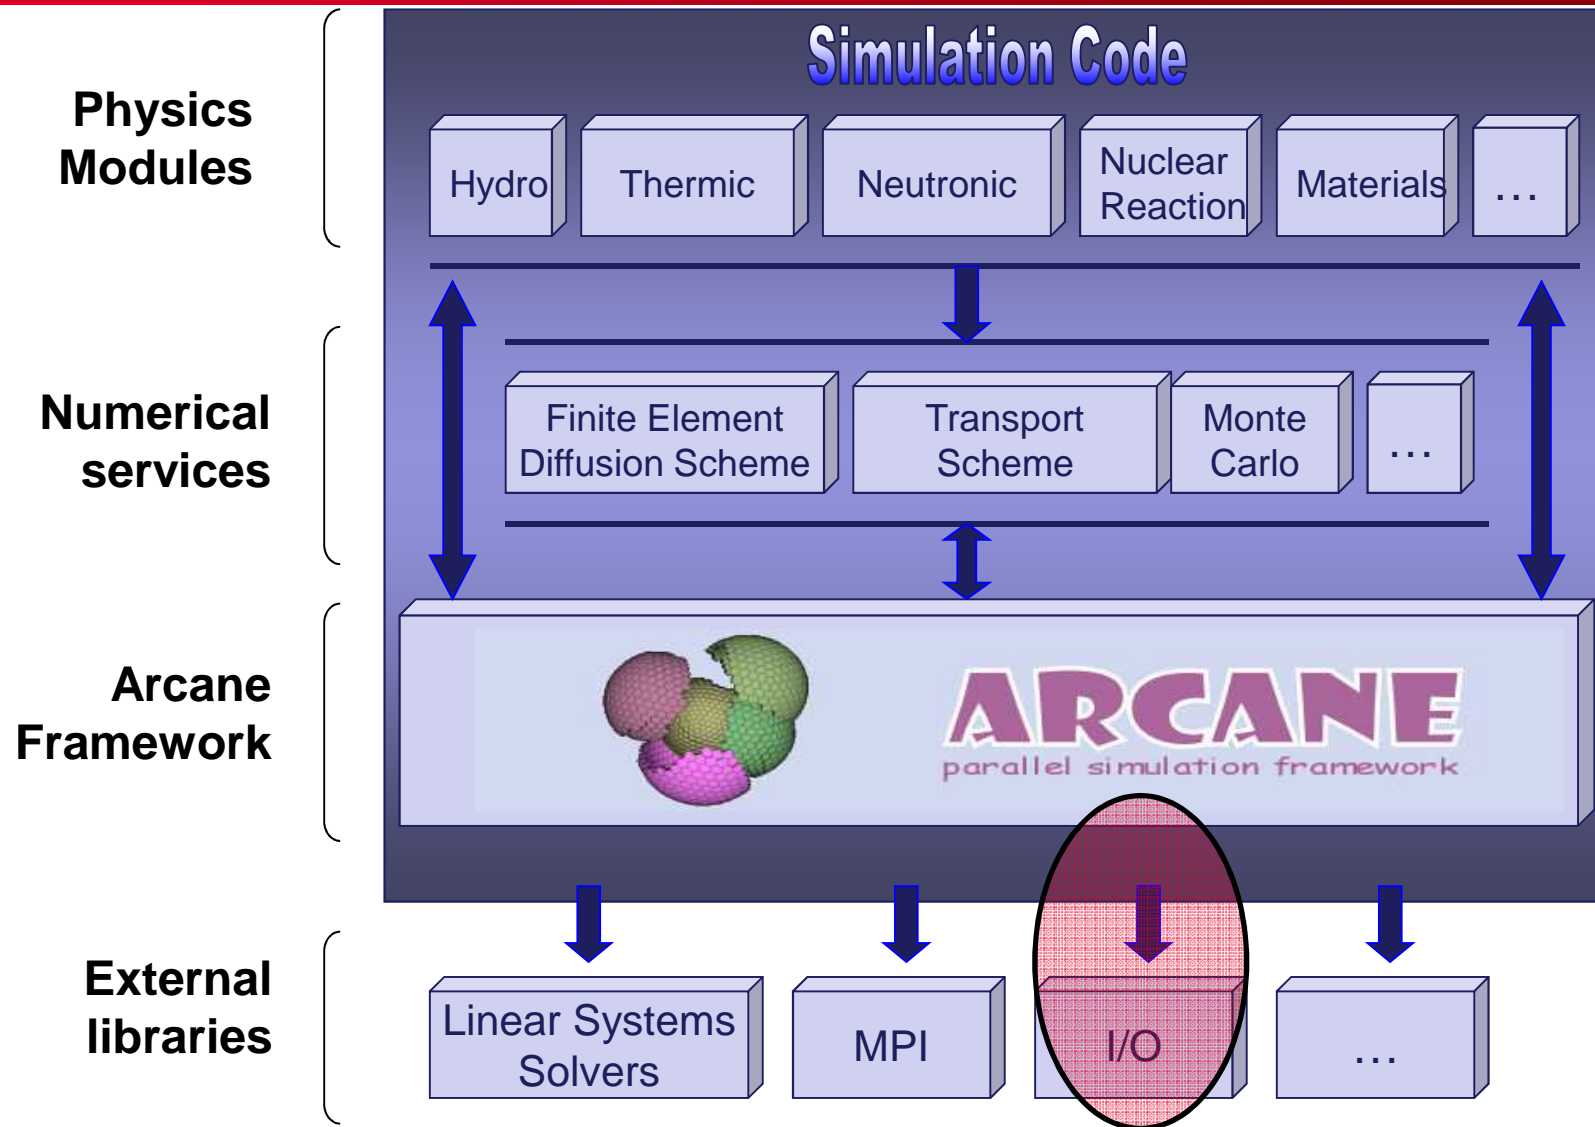 Simulation Code
Physics
Modules
Hydro
Thermic
Neutronic
Nuclear
Reaction
Materials
...
Numerical
services
Finite Element
Diffusion Scheme
Transport
Scheme
Monte
Carlo
...
Arcane
Framework
ARCANE
parallel simulation framework
External
libraries
Linear Systems
Solvers
MPI
I/O
...